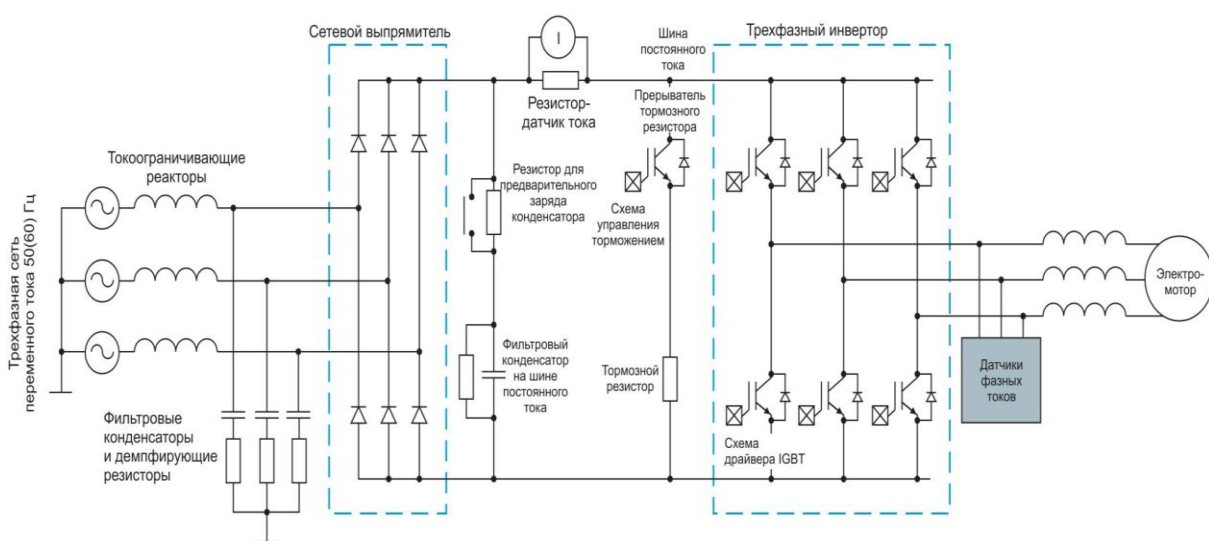 Сетевой выпрямитель
I
Шина
постоянного
тока
Трехфазный инвертор
Резистор-
датчик тока
Прерыватель
тормозного
резистора
Токоограничивающие
реакторы
Резистор для
предварительного
заряда
конденсатора
Схема
управления
торможением
Трехфазная сеть
переменного тока 50(60) Гц
Электро-
мотор
Фильтровый
конденсатор
на шине
постоянного
тока
Тормозной
резистор
Датчики
фазных
токов
Фильтровые
конденсаторы
и демпфирующие
резисторы
Схема
драйвера IGBT